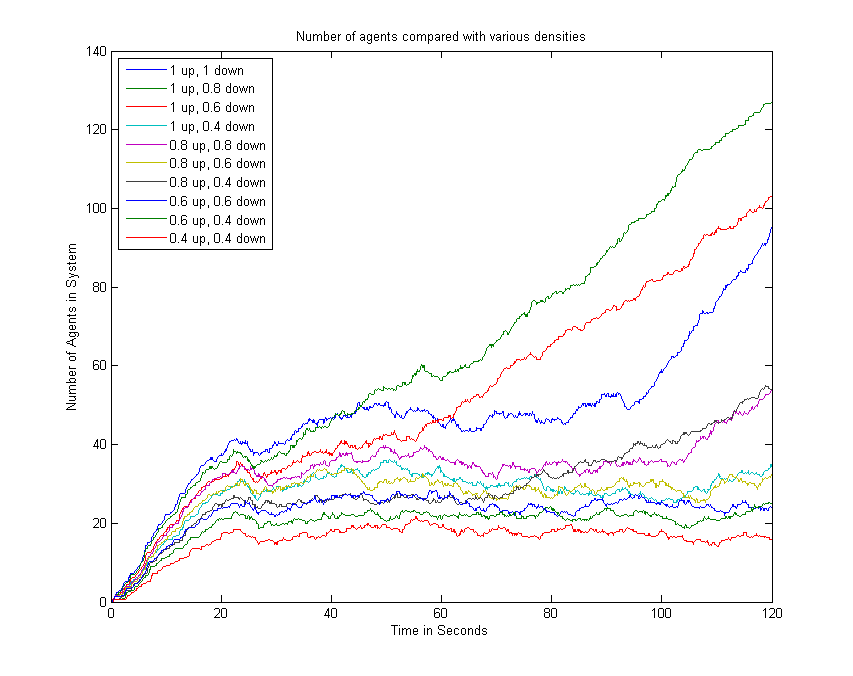 Number of agents compared with various densities
140
120
100
80
60
40
20
0
Number of Agents in System
1 up, 1 down
1 up, 0.8 down
1 up, 0.6 down
1 up, 0.4 down
0.8 up, 0.8 down
0.8 up, 0.6 down
0.8 up, 0.4 down
0.6 up, 0.6 down
0.6 up, 0.4 down
0.4 up, 0.4 down
0 20 40 60 80 100 120
Time in Seconds